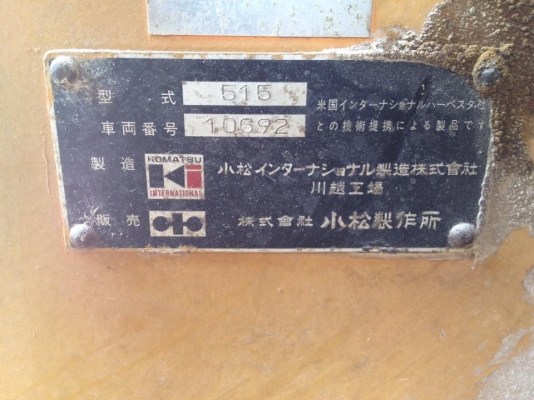 型式 515
車両番号 10692
米国インターナショナルハーベスタ社
との技術提携による製品です
製造 KOMATSU INTERNATIONAL 小松インターナショナル製造株式會社
川越工場
販売 株式會社 小松製作所